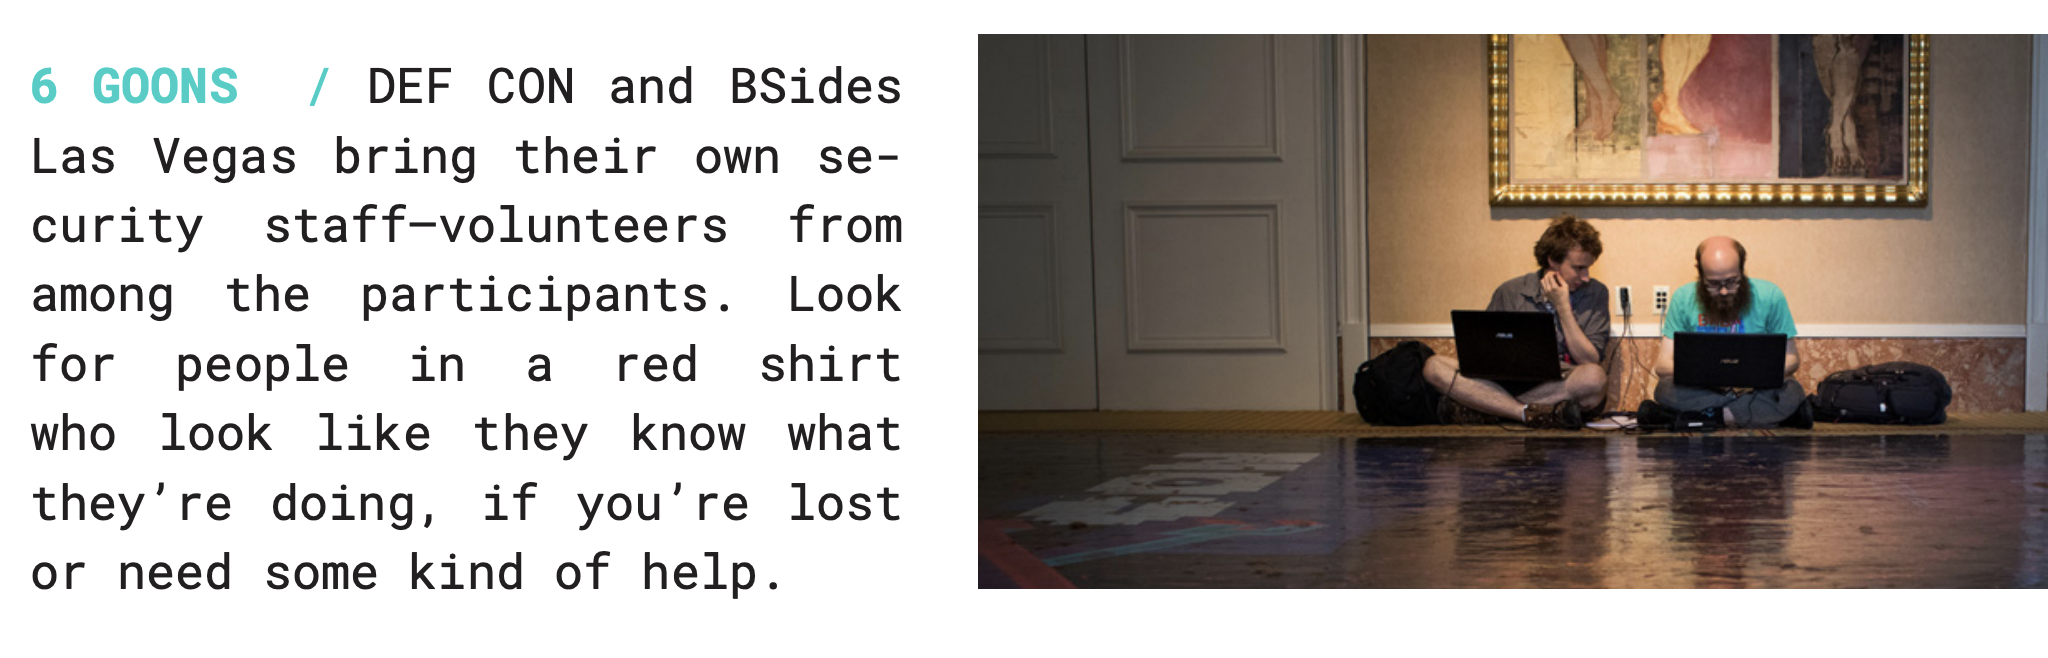 6 GOONS / DEF CON and BSides
Las Vegas bring their own se-
curity staff—volunteers from
among the participants. Look
for people in a red shirt
who look like they know what
they’re doing, if you’re lost
or need some kind of help.